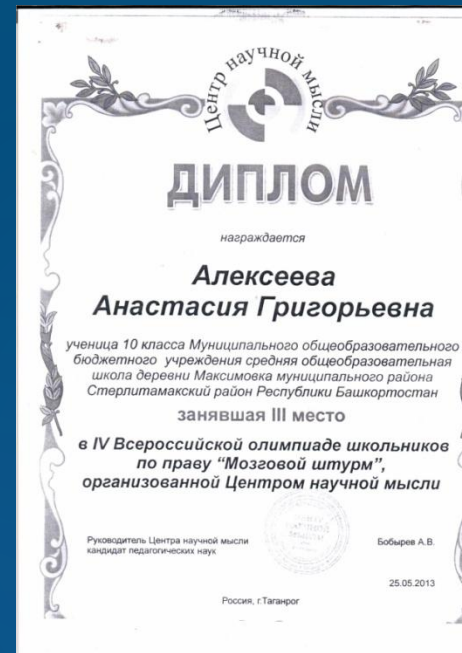 Центр научной мысли
ДИПЛОМ
награждается
Алексеева
Анастасия Григорьевна
ученица 10 класса Муниципального общеобразовательного
бюджетного учреждения средняя общеобразовательная
школа деревни Максимовка муниципального района
Стерлитамакский район Республики Башкортостан
занявшая III место
в IV Всероссийской олимпиаде школьников
по праву “Мозговой штурм”,
организованной Центром научной мысли
Руководитель Центра научной мысли
кандидат педагогических наук
Бобырев А.В.
25.05.2013
Россия, г.Таганрог